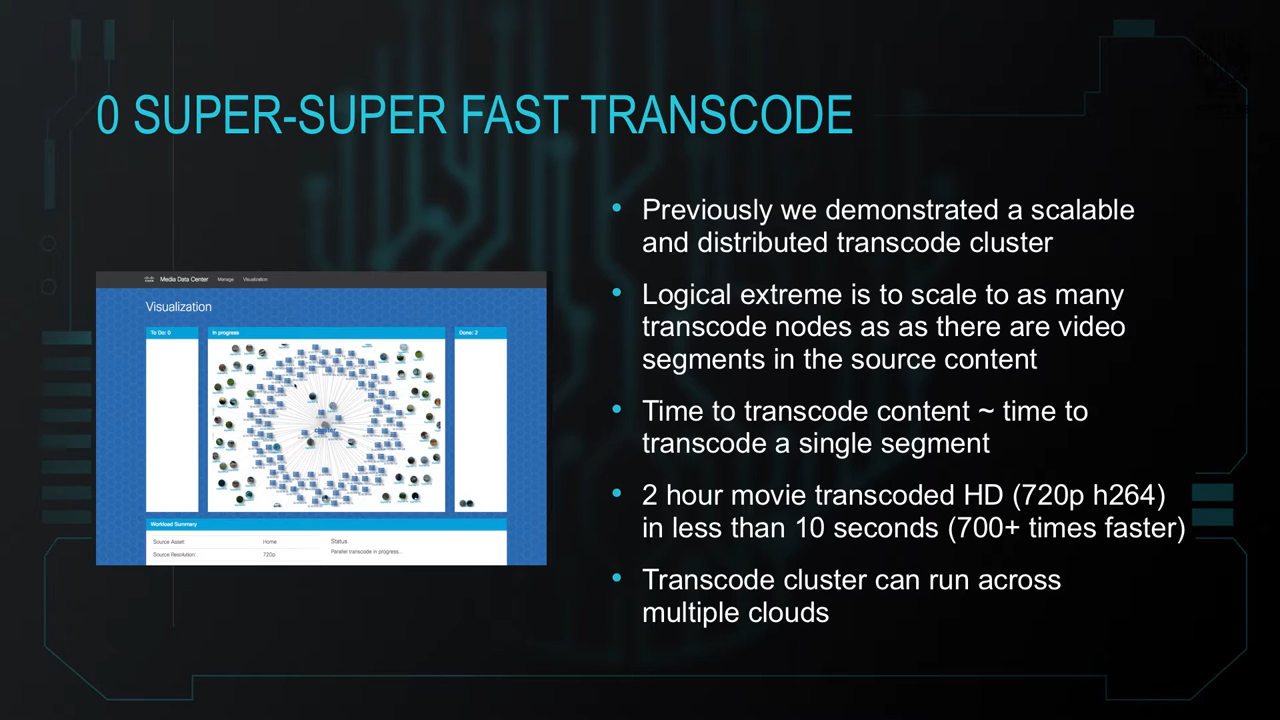 0 SUPER-SUPER FAST TRANSCODE
Previously we demonstrated a scalable
and distributed transcode cluster
Logical extreme is to scale to as many
transcode nodes as as there are video
segments in the source content
Time to transcode content ~ time to
transcode a single segment
2 hour movie transcoded HD (720p h264)
in less than 10 seconds (700+ times faster)
Transcode cluster can run across
multiple clouds
Media Data Center Manage Visualization
Visualization
To Do: 0 In progress Done: 2
cluster
Workload Summary
Source Asset: Home Status
Source Resolution: 720p Parallel transcode in progress...